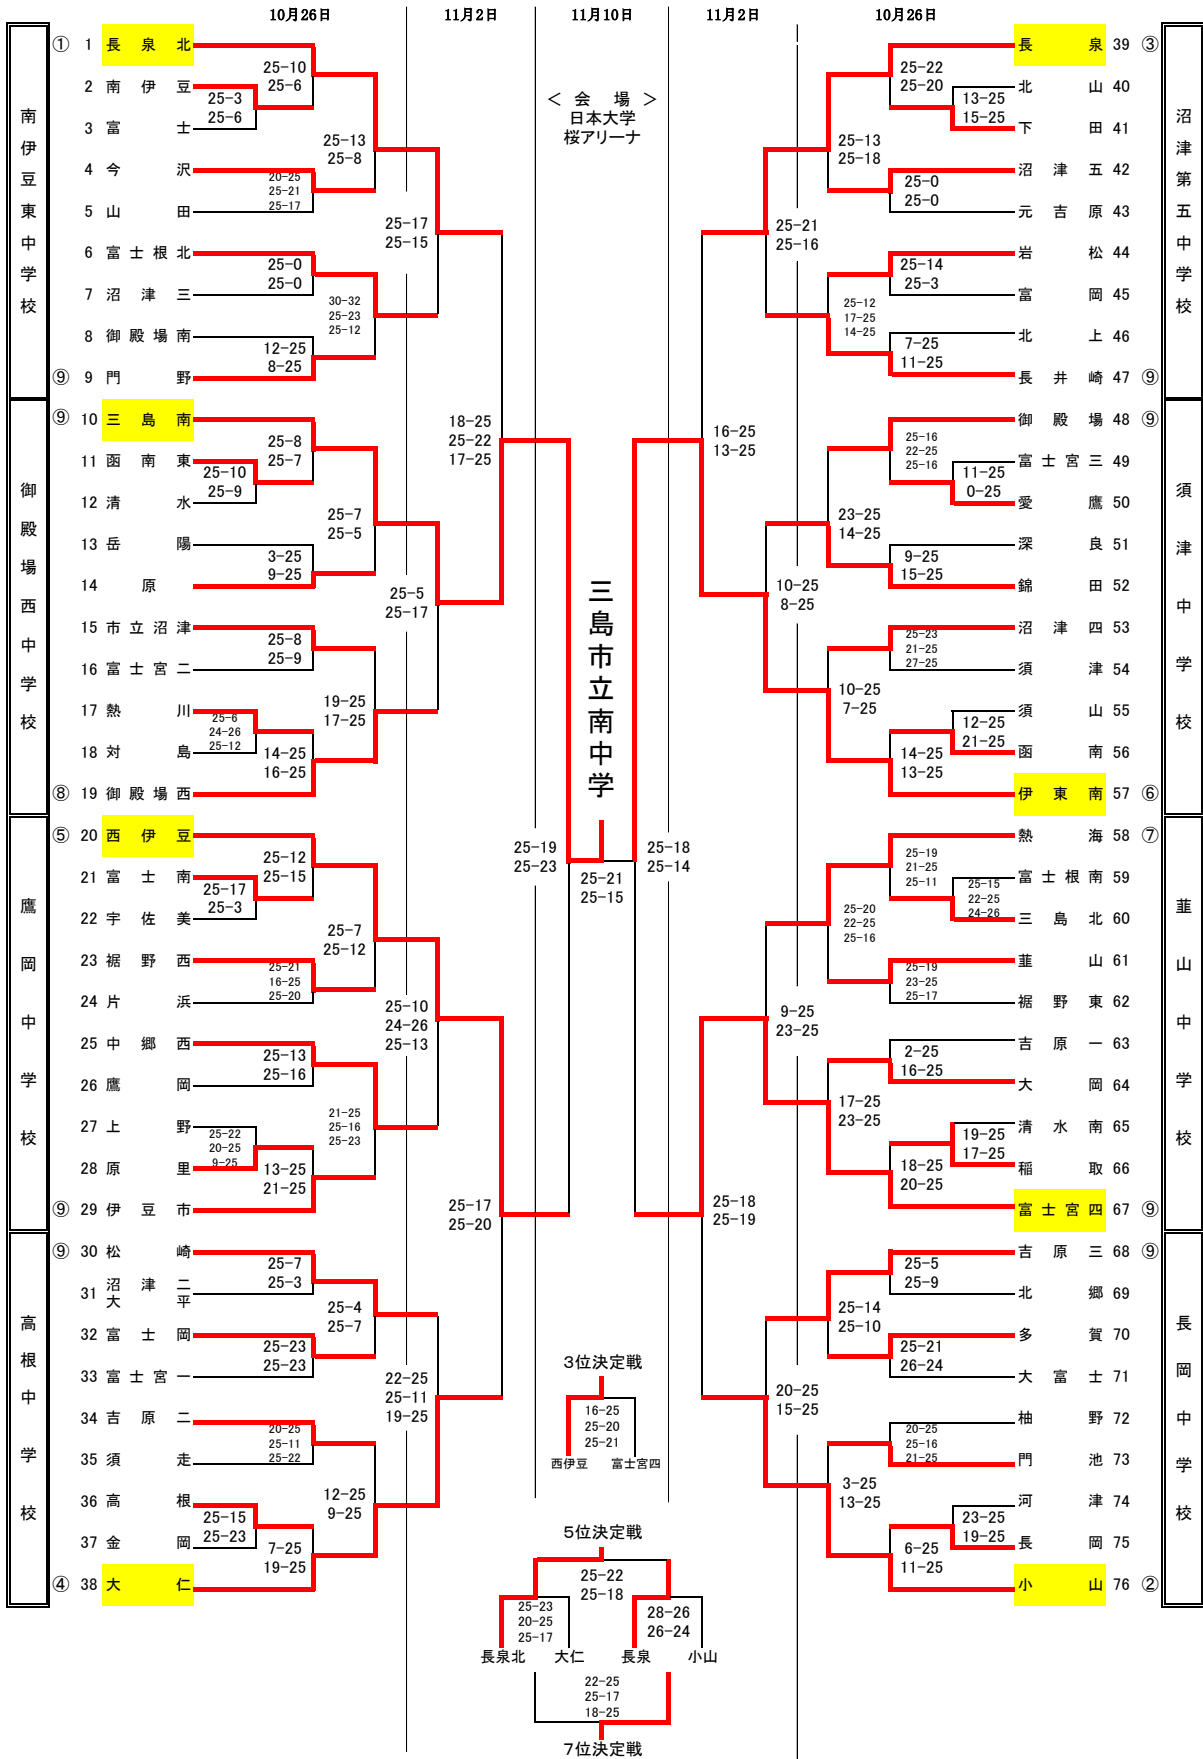 10月26日 11月2日 11月10日 11月2日 10月26日
＜ 会 場 ＞
日本大学
桜アリーナ
南伊豆東中学校
① 1 長泉北
2 南伊豆
3 富士
4 今沢
5 山田
6 富士根北
7 沼津三
8 御殿場南
⑨ 9 門野
25-10
25-6
25-3
25-6
20-25
25-21
25-17
25-13
25-8
25-0
25-0
30-32
25-23
25-12
12-25
8-25
25-17
25-15
御殿場西中学校
⑨ 10 三島南
11 函南東
12 清水
13 岳陽
14 原
15 市立沼津
16 富士宮二
17 熱川
18 対島
⑧ 19 御殿場西
25-8
25-7
25-10
25-9
3-25
9-25
25-7
25-5
25-8
25-9
25-6
24-26
25-12
14-25
16-25
19-25
17-25
25-5
25-17
18-25
25-22
17-25
鷹岡中学校
⑤ 20 西伊豆
21 富士南
22 宇佐美
23 裾野西
24 片浜
25 中郷西
26 鷹岡
27 上野
28 原里
⑨ 29 伊豆市
25-12
25-15
25-17
25-3
25-21
16-25
25-20
25-7
25-12
25-13
25-16
25-22
20-25
9-25
13-25
21-25
21-25
25-16
25-23
25-10
24-26
25-13
高根中学校
⑨ 30 松崎
31 沼津二
大平
32 富士岡
33 富士宮一
34 吉原二
35 須走
36 高根
37 金岡
④ 38 大仁
25-7
25-3
25-23
25-23
25-4
25-7
20-25
25-11
25-22
25-15
25-23
7-25
19-25
12-25
9-25
22-25
25-11
19-25
25-17
25-20
25-19
25-23
三島市立南中学
25-21
25-15
25-18
25-14
沼津第五中学校
長泉 39 ③
北山 40
下田 41
沼津五 42
元吉原 43
岩松 44
富岡 45
北上 46
長井崎 47 ⑨
25-22
25-20
13-25
15-25
25-0
25-0
25-13
25-18
25-14
25-3
7-25
11-25
25-12
17-25
14-25
25-21
25-16
須津中学校
御殿場 48 ⑨
富士宮三 49
愛鷹 50
深良 51
錦田 52
沼津四 53
須津 54
須山 55
函南 56
伊東南 57 ⑥
25-16
22-25
25-16
11-25
0-25
9-25
15-25
23-25
14-25
25-23
21-25
27-25
12-25
21-25
14-25
13-25
10-25
7-25
10-25
8-25
16-25
13-25
韮山中学校
熱海 58 ⑦
富士根南 59
三島北 60
韮山 61
裾野東 62
吉原一 63
大岡 64
清水南 65
稲取 66
富士宮四 67 ⑨
25-19
21-25
25-11
25-15
22-25
24-26
25-19
23-25
25-17
25-20
22-25
25-16
2-25
16-25
19-25
17-25
18-25
20-25
17-25
23-25
9-25
23-25
長岡中学校
吉原三 68 ⑨
北郷 69
多賀 70
大富士 71
柚野 72
門池 73
河津 74
長岡 75
小山 76 ②
25-5
25-9
25-21
26-24
25-14
25-10
20-25
25-16
21-25
23-25
19-25
6-25
11-25
3-25
13-25
20-25
15-25
25-18
25-19
3位決定戦
16-25
25-20
25-21
西伊豆 富士宮四
5位決定戦
25-22
25-18
25-23
20-25
25-17
28-26
26-24
長泉北 大仁 長泉 小山
22-25
25-17
18-25
7位決定戦